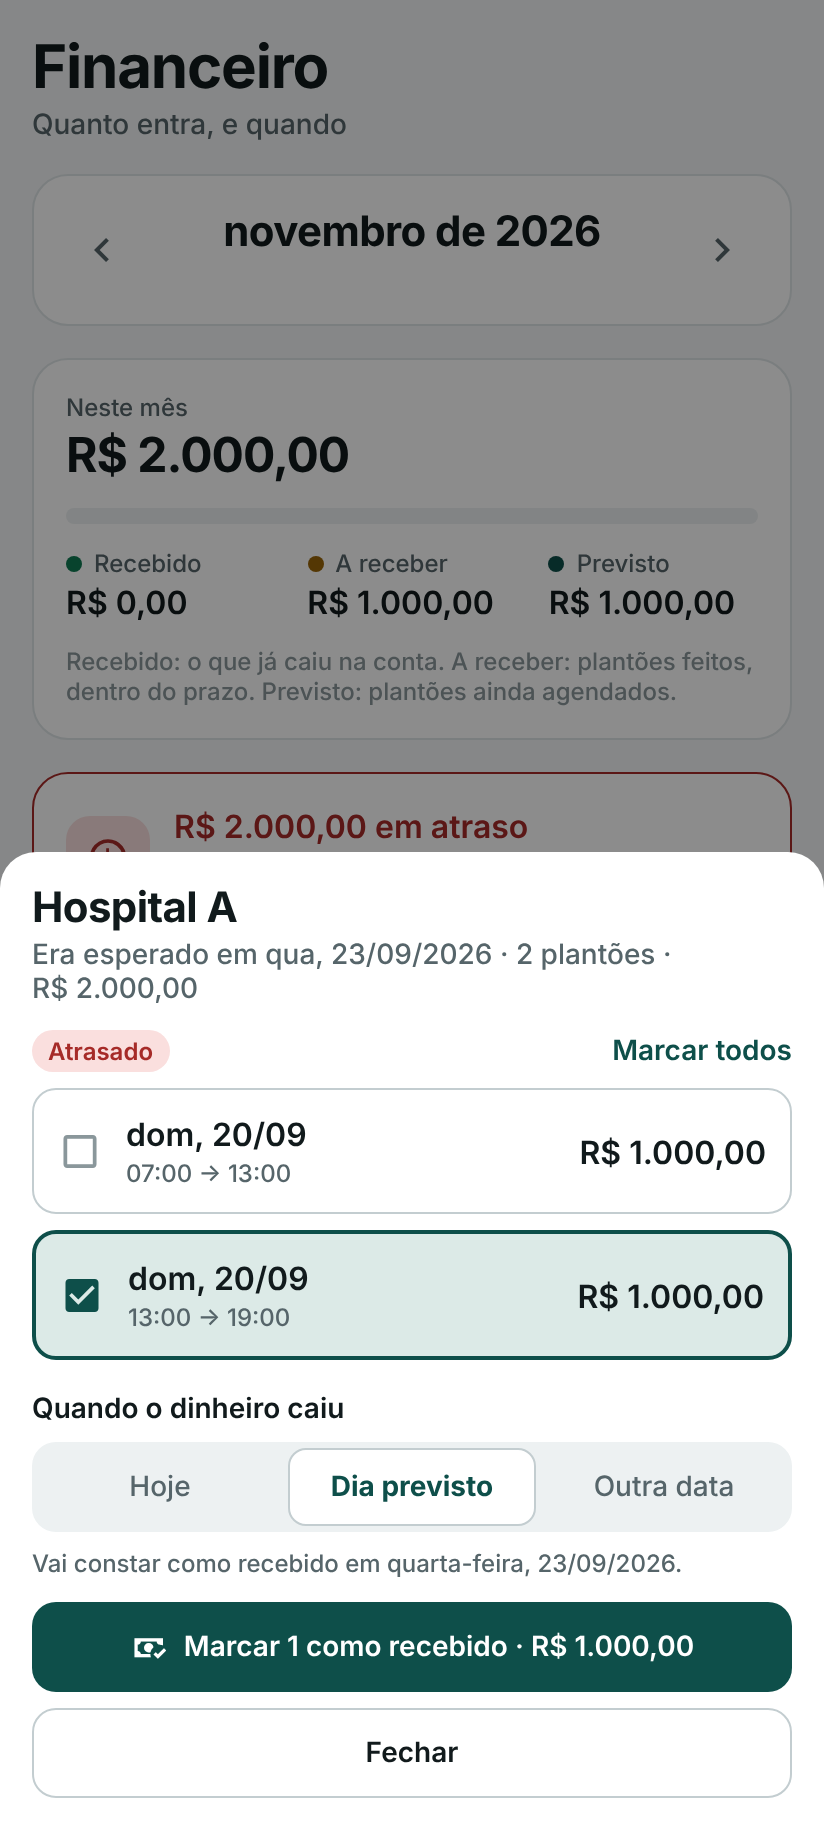 Financeiro
Quanto entra, e quando
novembro de 2026
Neste mês
R$ 2.000,00
Recebido
A receber
Previsto
R$ 0,00
R$ 1.000,00
R$ 1.000,00
Recebido: o que já caiu na conta. A receber: plantões feitos,
dentro do prazo. Previsto: plantões ainda agendados.
R$ 2.000,00 em atraso
Hospital A
Era esperado em qua, 23/09/2026 · 2 plantões ·
R$ 2.000,00
Atrasado
Marcar todos
dom, 20/09
07:00 → 13:00
R$ 1.000,00
dom, 20/09
13:00 → 19:00
R$ 1.000,00
Quando o dinheiro caiu
Hoje
Dia previsto
Outra data
Vai constar como recebido em quarta-feira, 23/09/2026.
Marcar 1 como recebido · R$ 1.000,00
Fechar